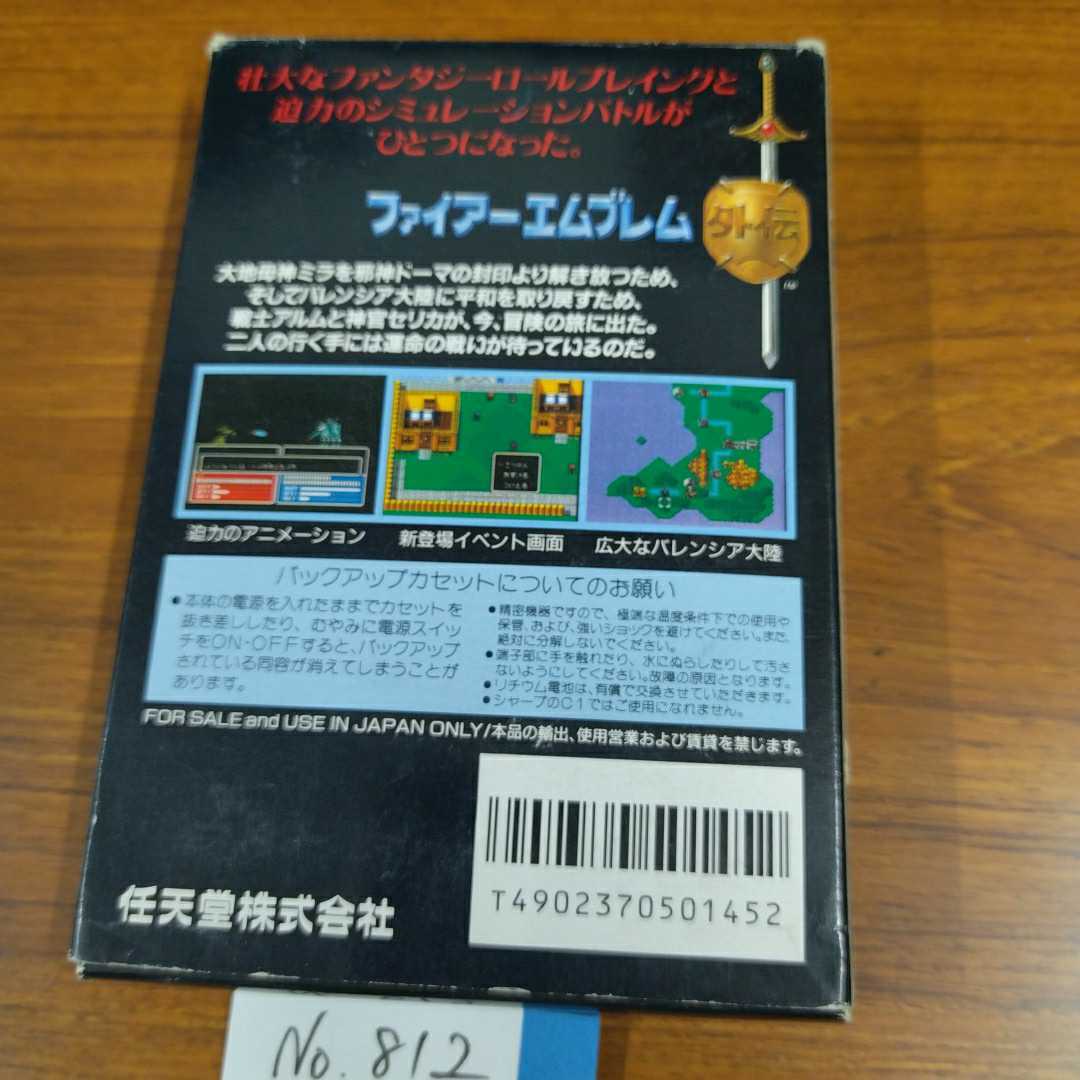 壮大なファンタジーロールプレイングと
迫力のシミュレーションバトルが
ひとつになった。
ファイアーエムブレム 外伝
TM
大地母神ミラを邪神ドーマの封印より解き放つため、
そしてバレンシア大陸に平和を取り戻すため、
戦士アルムと神官セリカが、今、冒険の旅に出た。
二人の行く手には運命の戦いが待っているのだ。
迫力のアニメーション
新登場イベント画面
広大なバレンシア大陸
バックアップカセットについてのお願い
●本体の電源を入れたままでカセットを
抜き差ししたり、むやみに電源スイッ
チをON-OFFすると、バックアップ
されている内容が消えてしまうことが
あります。
●精密機器ですので、極端な温度条件下での使用や
保管、および、強いショックを避けてください。また、
絶対に分解しないでください。
●端子部に手を触れたり、水にぬらしたりして汚さ
ないようにしてください。故障の原因となります。
●リチウム電池は、有償で交換させていただきます。
●シャープのC1ではご使用になれません。
FOR SALE and USE IN JAPAN ONLY/本品の輸出、使用営業および賃貸を禁じます。
T4902370501452
任天堂株式会社
No. 812